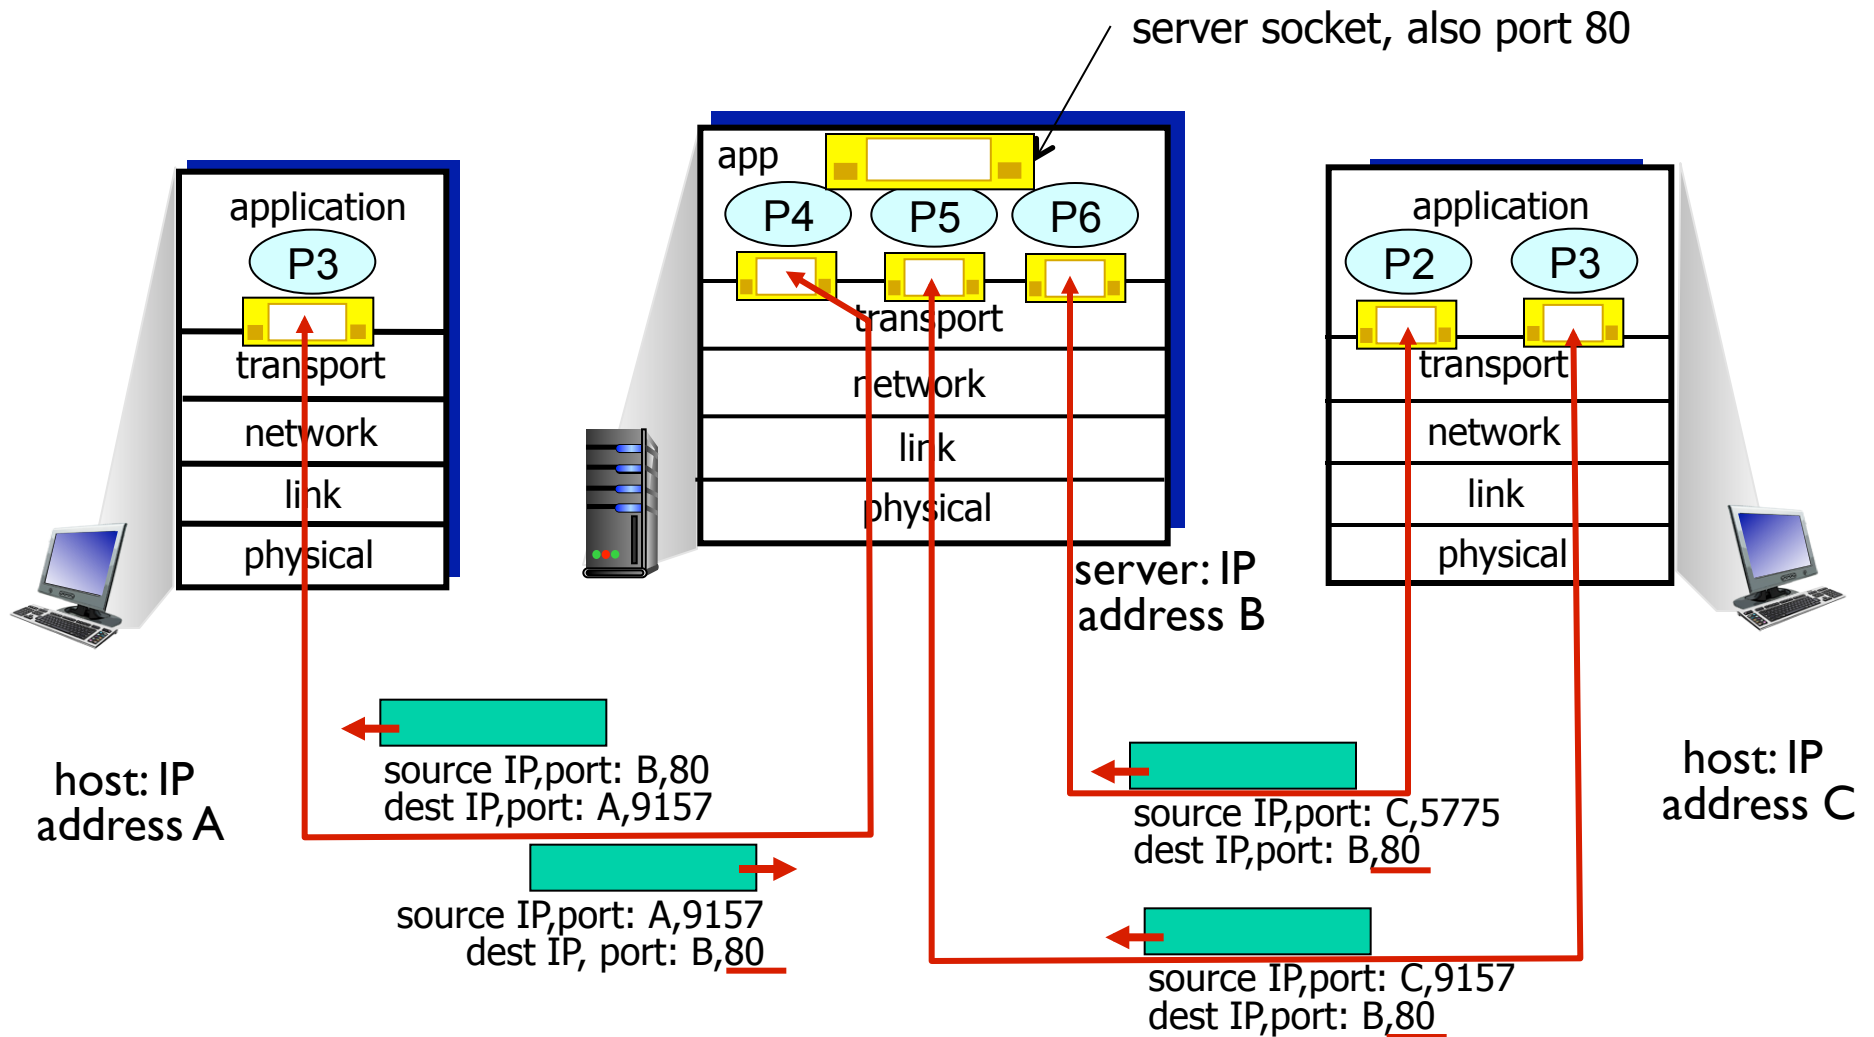 server socket, also port 80
application
P3
transport
network
link
physical
host: IP
address A
app
P4
P5
P6
transport
network
link
physical
server: IP
address B
application
P2
P3
transport
network
link
physical
host: IP
address C
source IP,port: B,80
dest IP,port: A,9157
source IP,port: A,9157
dest IP, port: B,80
source IP,port: C,5775
dest IP,port: B,80
source IP,port: C,9157
dest IP,port: B,80